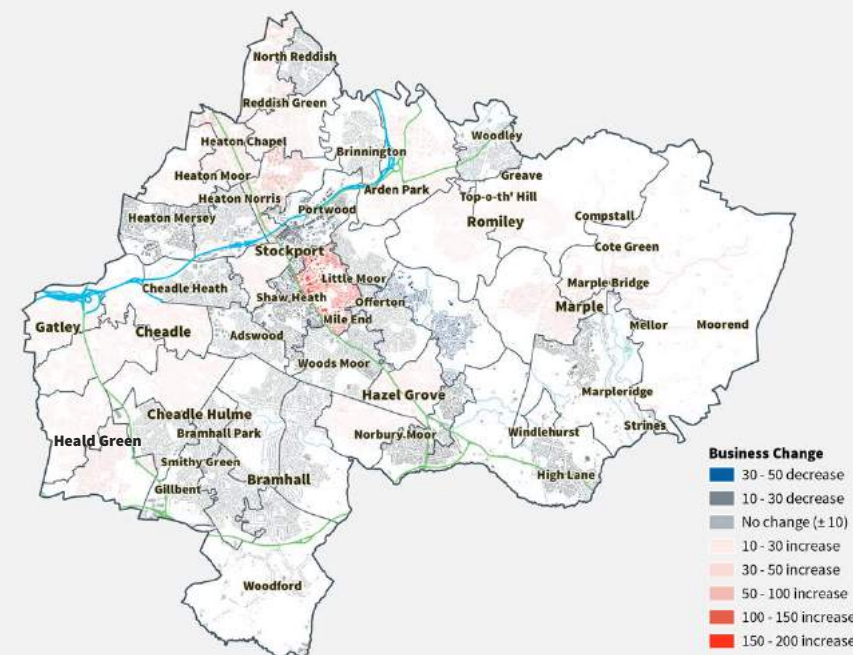 North Reddish
Reddish Green
Heaton Chapel
Woodley
Brinnington
Heaton Moor
Greave
Arden Park
Heaton Norris
Top-o-th' Hill
Portwood
Heaton Mersey
Romiley
Compstall
Stockport
Cote Green
Little Moor
Cheadle Heath
Marple Bridge
Shaw Heath
Offerton
Marple
Mile End
Gatley
Cheadle
Adswood
Mellor
Moorend
Woods Moor
Hazel Grove
Marpleridge
Cheadle Hulme
Strines
Bramhall Park
Norbury Moor
Windlehurst
Heald Green
Smithy Green
High Lane
Bramhall
Gillbent
Woodford
Business Change
30 - 50 decrease
10 - 30 decrease
No change (± 10)
10 - 30 increase
30 - 50 increase
50 - 100 increase
100 - 150 increase
150 - 200 increase